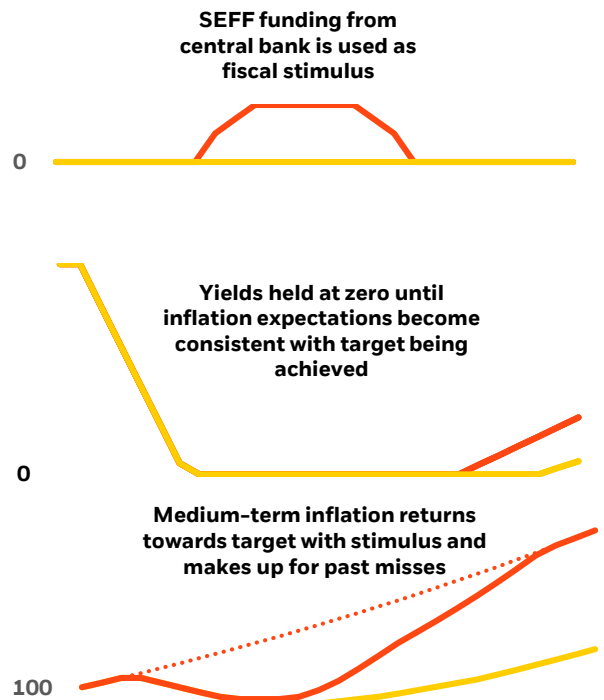 SEFF funding from
central bank is used as
fiscal stimulus
0
Yields held at zero until
inflation expectations become
consistent with target being
achieved
0
Medium-term inflation returns
towards target with stimulus and
makes up for past misses
100